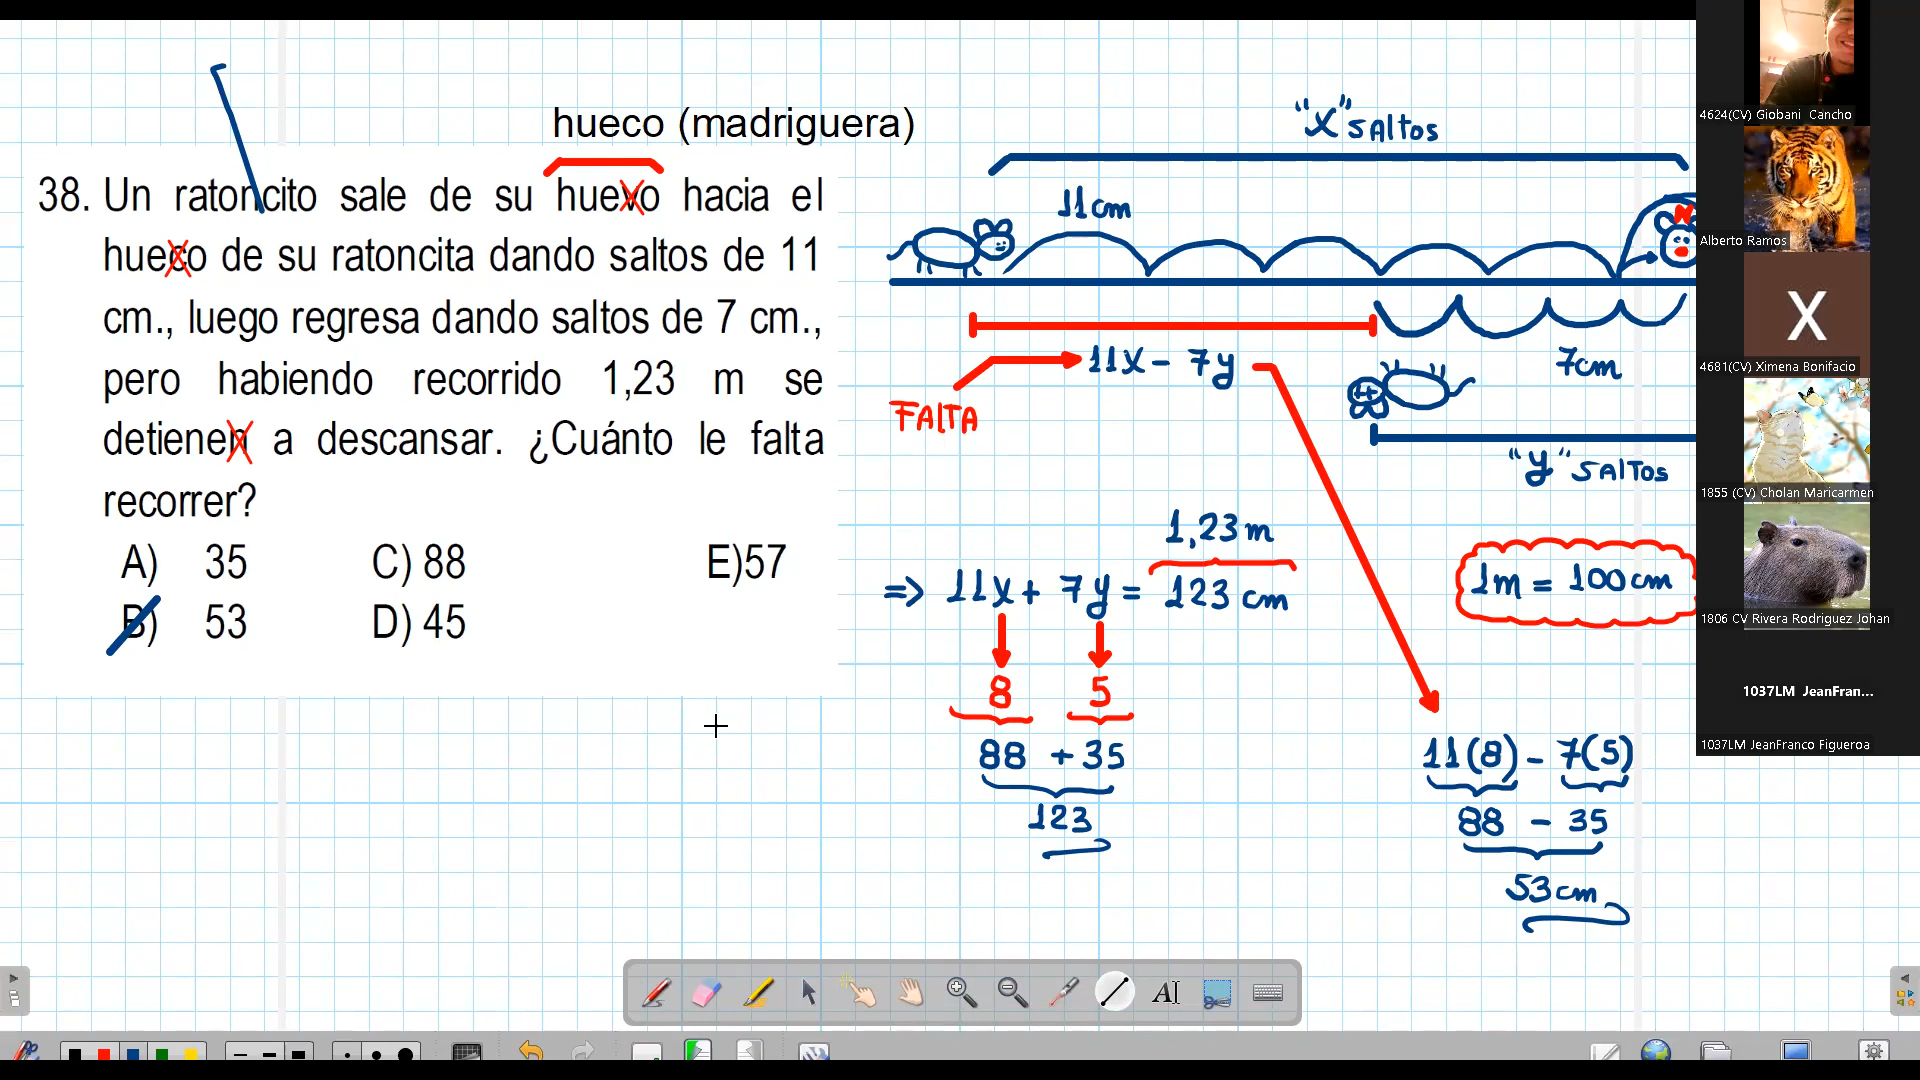 hueco (madriguera)
38. Un ratoncito sale de su huevo hacia el
hueco de su ratoncita dando saltos de 11
cm., luego regresa dando saltos de 7 cm.,
pero habiendo recorrido 1,23 m se
detienen a descansar. ¿Cuánto le falta
recorrer?
A) 35 C) 88 E)57
B) 53 D) 45
"x" saltos
11cm
11x - 7y
FALTA
7cm
"y" saltos
1,23m
⇒ 11x + 7y = 123 cm
8 5
88 + 35
123
1m = 100cm
11(8) - 7(5)
88 - 35
53cm
4624(CV) Giobani Cancho
Alberto Ramos
X
4681(CV) Ximena Bonifacio
1855 (CV) Cholan Maricarmen
1806 CV Rivera Rodriguez Johan
1037LM JeanFran...
1037LM JeanFranco Figueroa